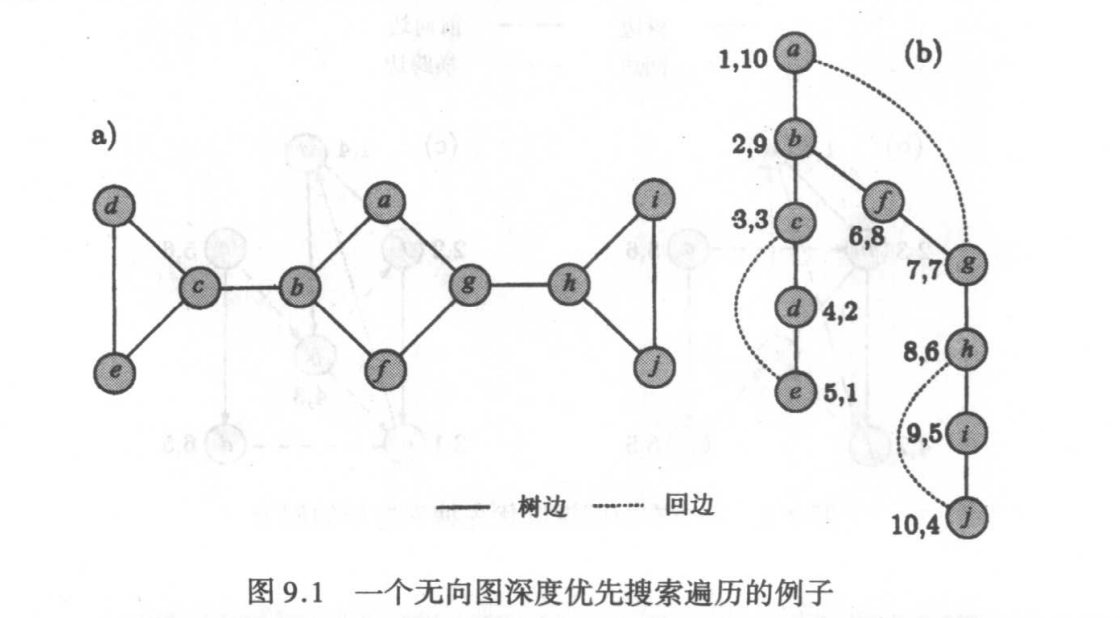 a)
d
e
c
b
a
f
g
h
i
j
(b)
1,10 a
2,9 b
3,3 c
f
6,8
7,7 g
d 4,2
8,6 h
e 5,1
9,5 i
10,4 j
树边 回边
图 9.1 一个无向图深度优先搜索遍历的例子